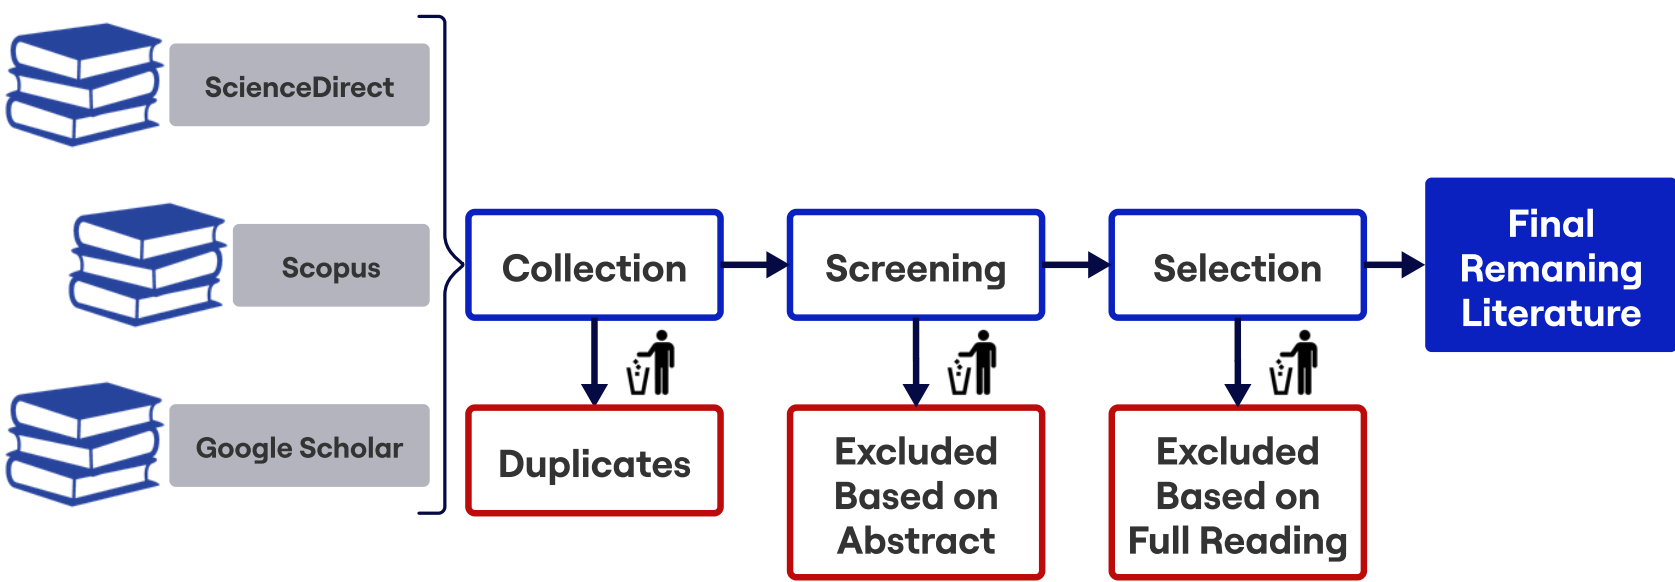 ScienceDirect
Scopus
Google Scholar
Collection
Screening
Selection
Final
Remaning
Literature
Duplicates
Excluded
Based on
Abstract
Excluded
Based on
Full Reading